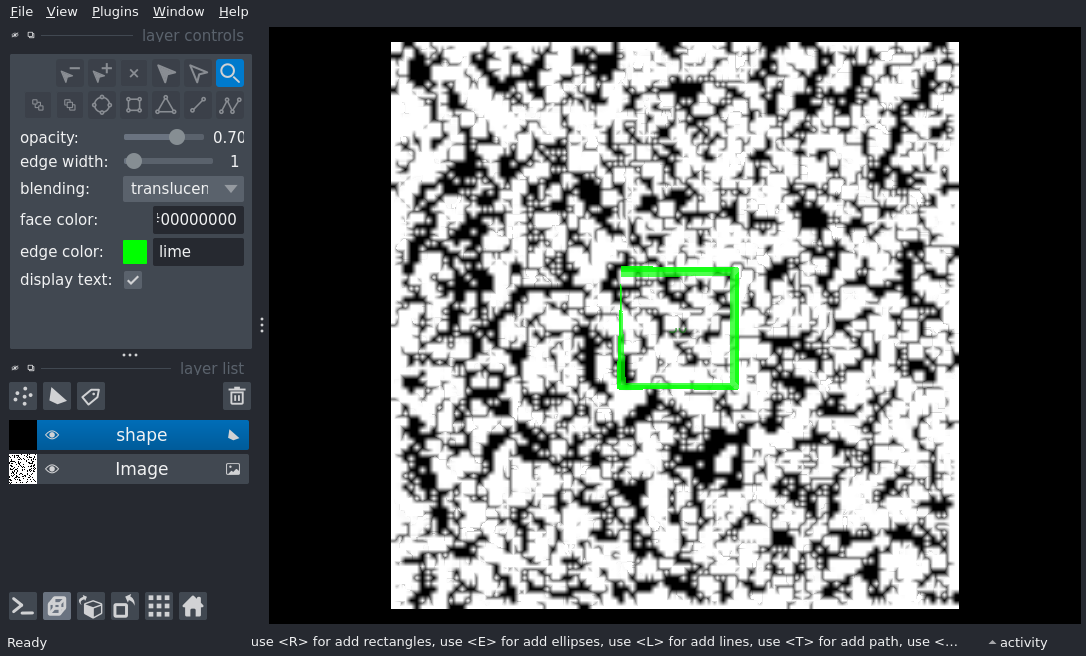 File View Plugins Window Help
layer controls
opacity: 0.70
edge width: 1
blending: translucen
face color: #00000000
edge color: lime
display text:
layer list
shape
Image
Ready use <R> for add rectangles, use <E> for add ellipses, use <L> for add lines, use <T> for add path, use <... activity